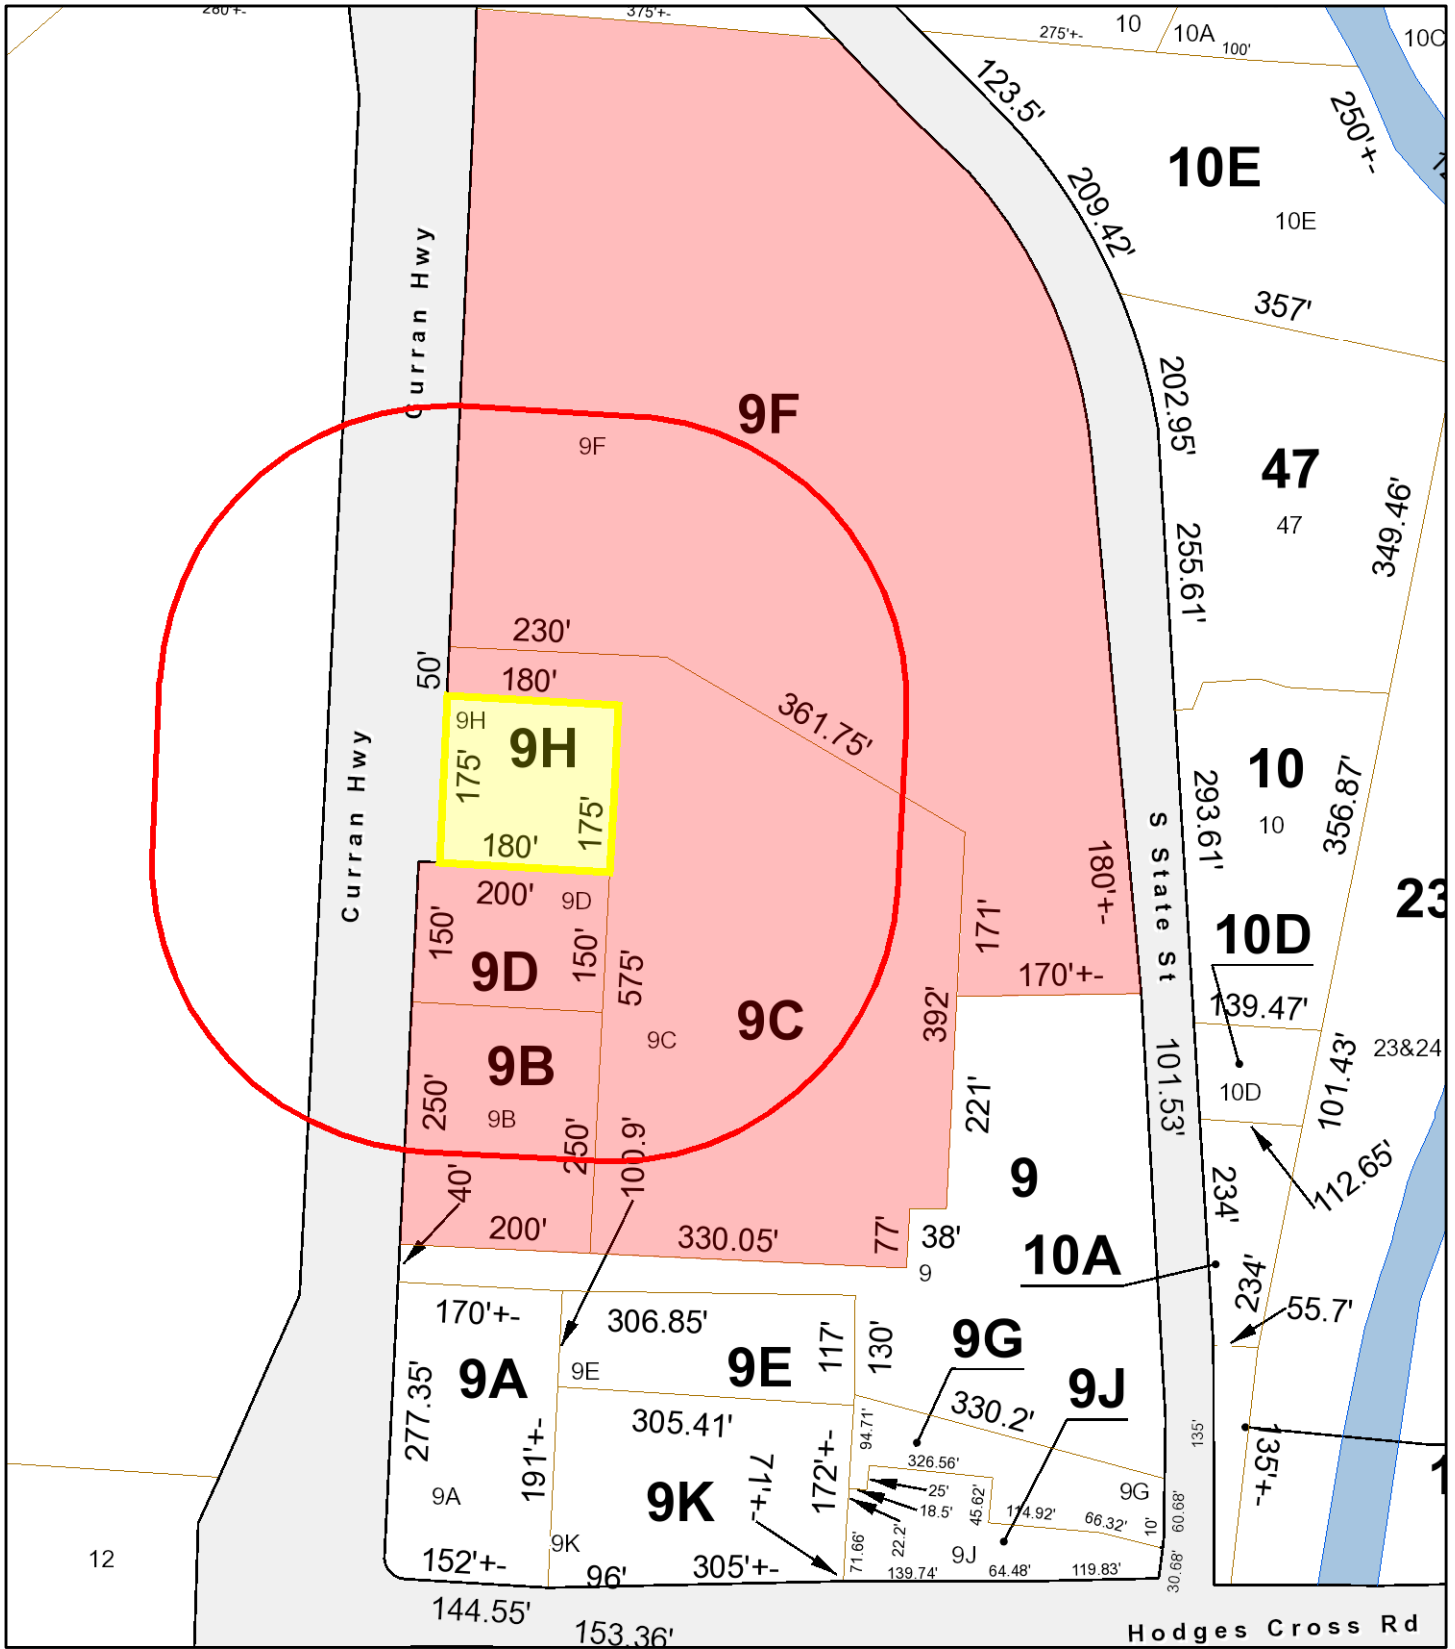 280'+-
375'+-
275'+-
10
10A
100'
10C
123.5'
250'+-
10E
10E
209.42'
357'
Curran Hwy
9F
9F
202.95'
47
47
349.46'
255.61'
230'
50'
180'
361.75'
9H
9H
175'
175'
180'
Curran Hwy
10
10
293.61'
356.87'
S State St
180'+-
23
200'
9D
150'
150'
9D
575'
171'
170'+-
10D
139.47'
9C
9C
392'
9B
9B
250'
250'
100.9'
221'
101.53'
10D
23&24
101.43'
112.65'
40'
200'
330.05'
77'
38'
9
9
10A
234'
234'
55.7'
170'+-
306.85'
117'
130'
9G
9E
9E
9A
9A
277.35'
9J
330.2'
305.41'
94.71'
135'
135'+-
191'+-
172'+-
71'+-
326.56'
25'
18.5'
45.62'
114.92'
66.32'
9G
10'
60.68'
9K
9K
22.2'
71.66'
9J
12
152'+-
96'
305'+-
139.74'
64.48'
119.83'
30.68'
144.55'
153.36'
Hodges Cross Rd